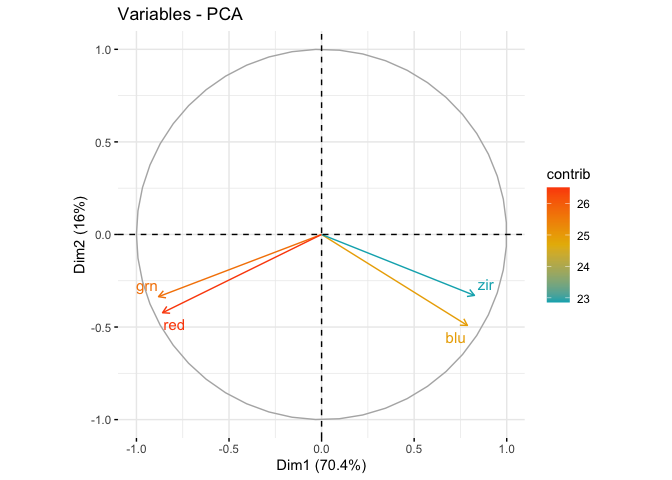 Variables - PCA
1.0
0.5
0.0
-0.5
-1.0
Dim2 (16%)
grn
red
zir
blu
-1.0
-0.5
0.0
0.5
1.0
Dim1 (70.4%)
contrib
26
25
24
23